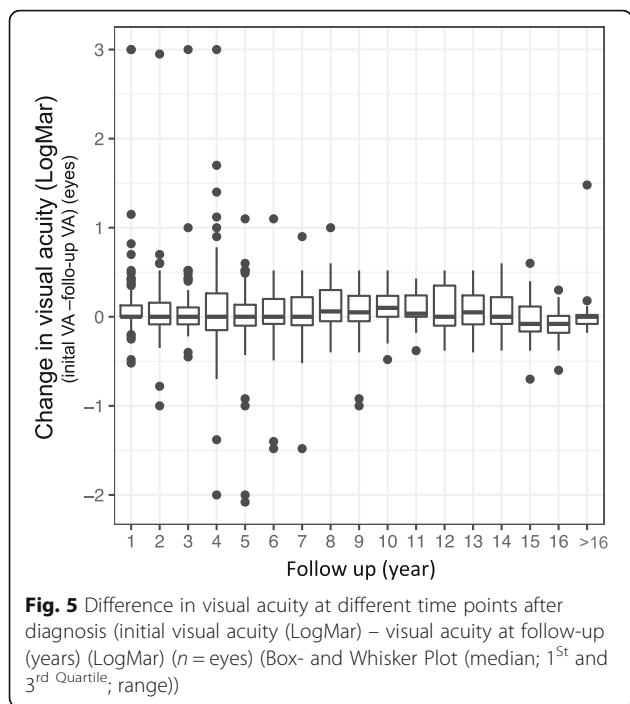 Change in visual acuity (LogMar)
(inital VA –follo-up VA) (eyes)
3
2
1
0
−1
−2
1 2 3 4 5 6 7 8 9 10 11 12 13 14 15 16 >16
Follow up (year)
Fig. 5 Difference in visual acuity at different time points after
diagnosis (initial visual acuity (LogMar) – visual acuity at follow-up
(years) (LogMar) (n = eyes) (Box- and Whisker Plot (median; 1St and
3rd Quartile; range))